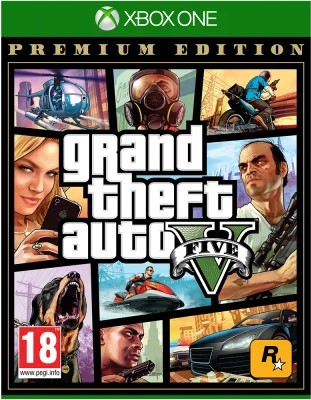 XBOX ONE
PREMIUM EDITION
grand
theft
auto
V
FIVE
18
www.pegi.info
R